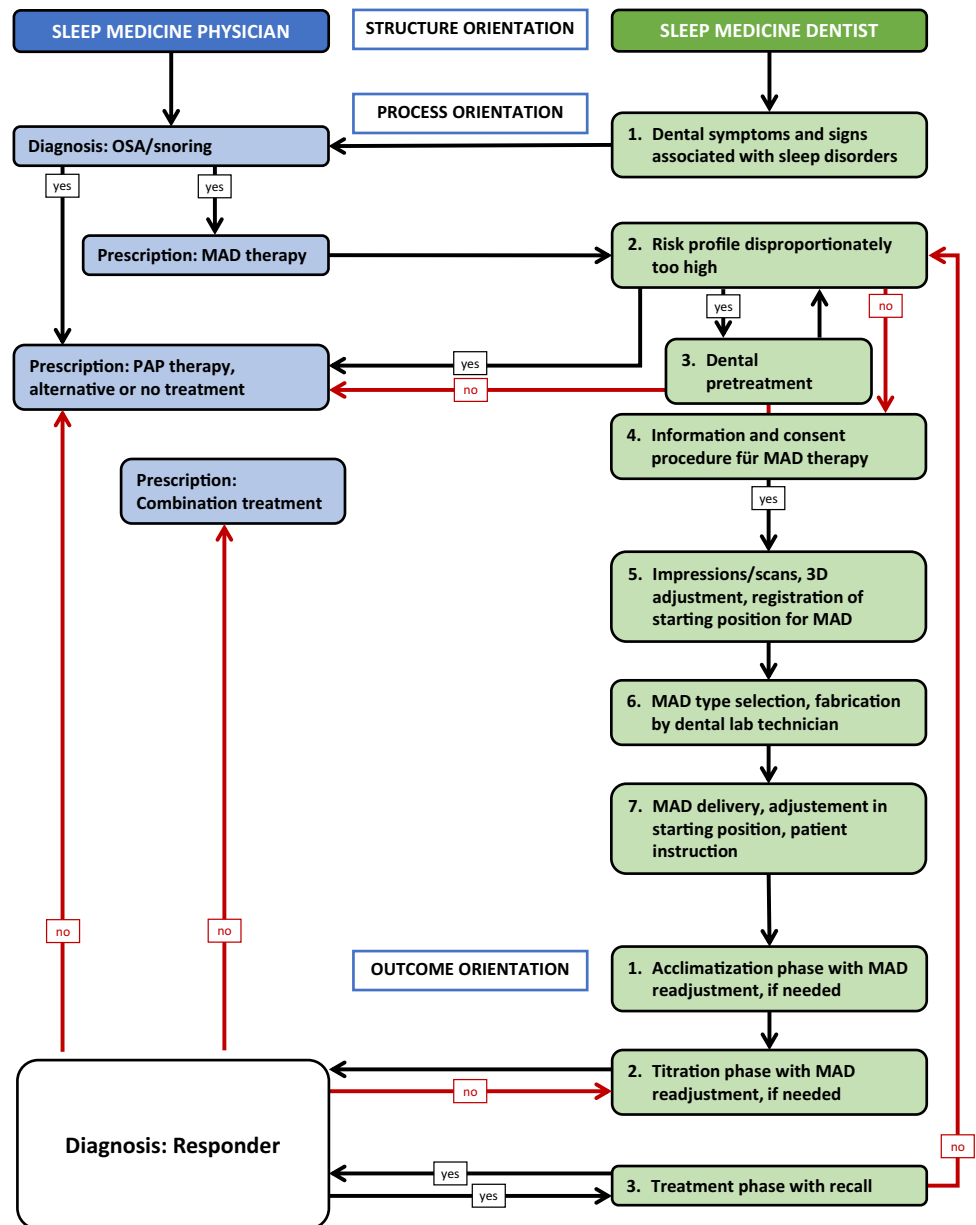 SLEEP MEDICINE PHYSICIAN
STRUCTURE ORIENTATION
SLEEP MEDICINE DENTIST
PROCESS ORIENTATION
Diagnosis: OSA/snoring
1. Dental symptoms and signs
associated with sleep disorders
yes
yes
Prescription: MAD therapy
2. Risk profile disproportionately
too high
yes
no
Prescription: PAP therapy,
alternative or no treatment
yes
no
3. Dental
pretreatment
4. Information and consent
procedure für MAD therapy
yes
Prescription:
Combination treatment
5. Impressions/scans, 3D
adjustment, registration of
starting position for MAD
6. MAD type selection, fabrication
by dental lab technician
7. MAD delivery, adjustement in
starting position, patient
instruction
no
no
OUTCOME ORIENTATION
1. Acclimatization phase with MAD
readjustment, if needed
2. Titration phase with MAD
readjustment, if needed
no
Diagnosis: Responder
no
yes
yes
3. Treatment phase with recall